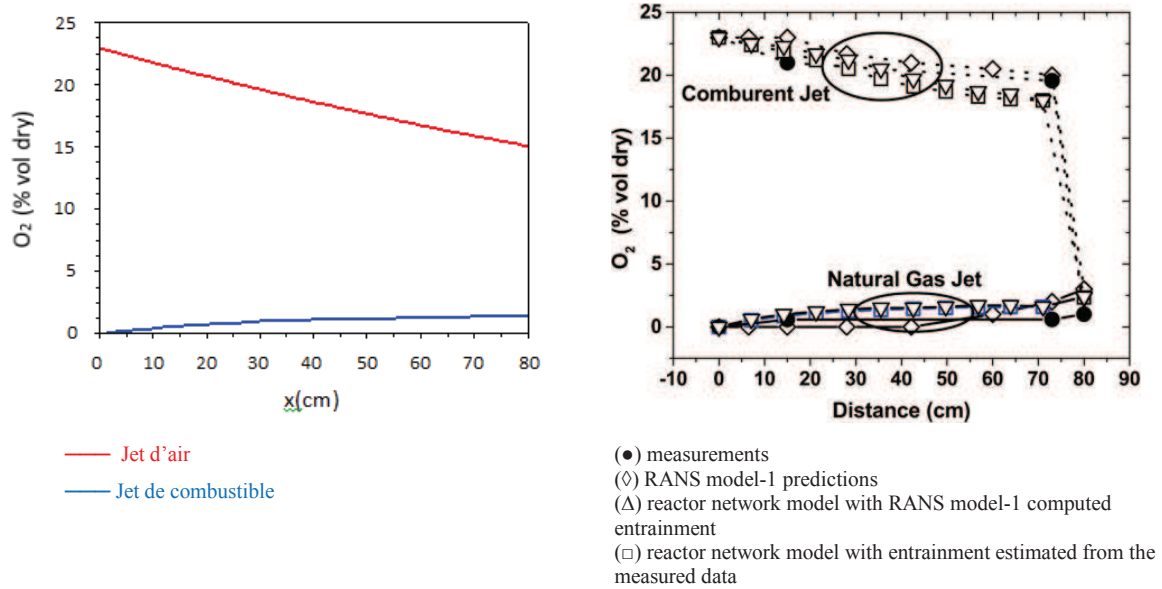 25
20
15
10
5
0
O₂ (% vol dry)
0 10 20 30 40 50 60 70 80
x(cm)
Jet d'air
Jet de combustible
25
20
15
10
5
0
O₂ (% vol dry)
Comburent Jet
Natural Gas Jet
-10 0 10 20 30 40 50 60 70 80 90
Distance (cm)
(●) measurements
(◊) RANS model-1 predictions
(Δ) reactor network model with RANS model-1 computed
entrainment
(□) reactor network model with entrainment estimated from the
measured data